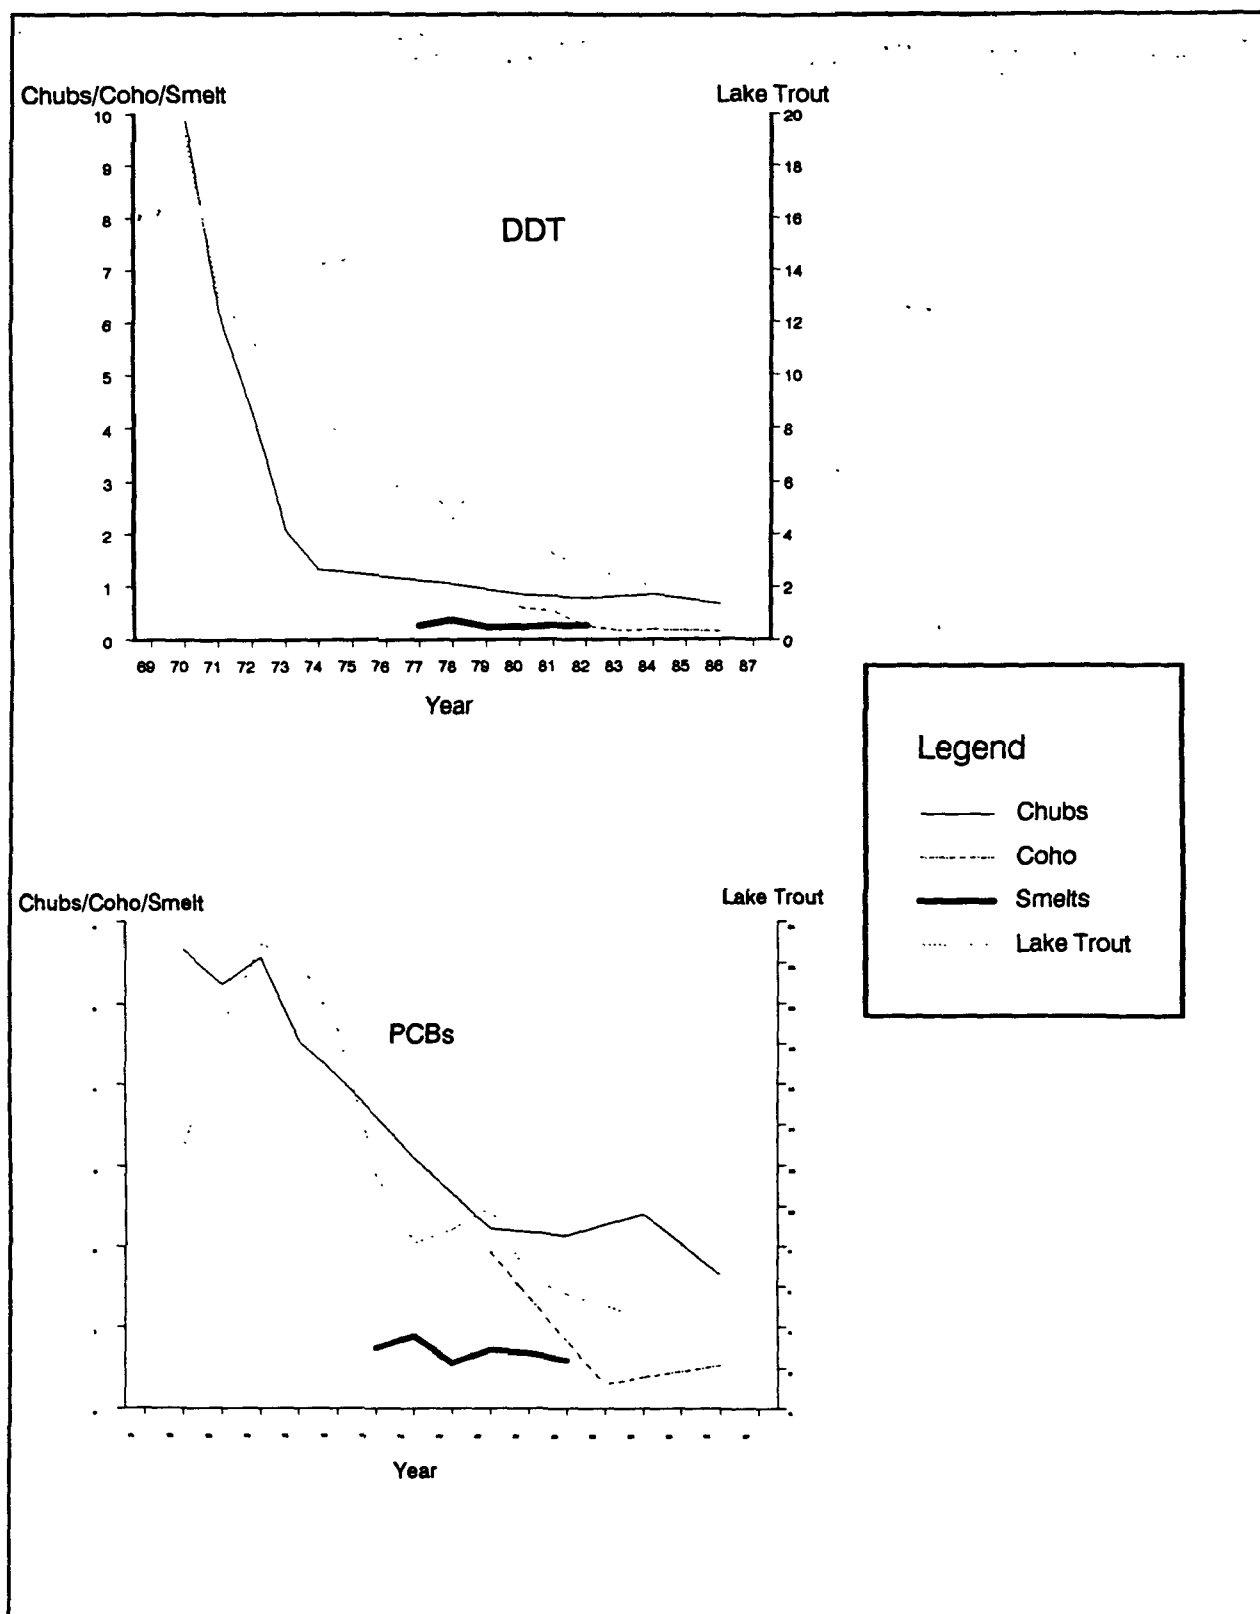 Chubs/Coho/Smelt Lake Trout
10 20
9 18
8 16
DDT
7 14
6 12
5 10
4 8
3 6
2 4
1 2
0 0
69 70 71 72 73 74 75 76 77 78 79 80 81 82 83 84 85 86 87
Year
Legend
Chubs
Coho
Smelts
Lake Trout
Chubs/Coho/Smelt Lake Trout
PCBs
Year